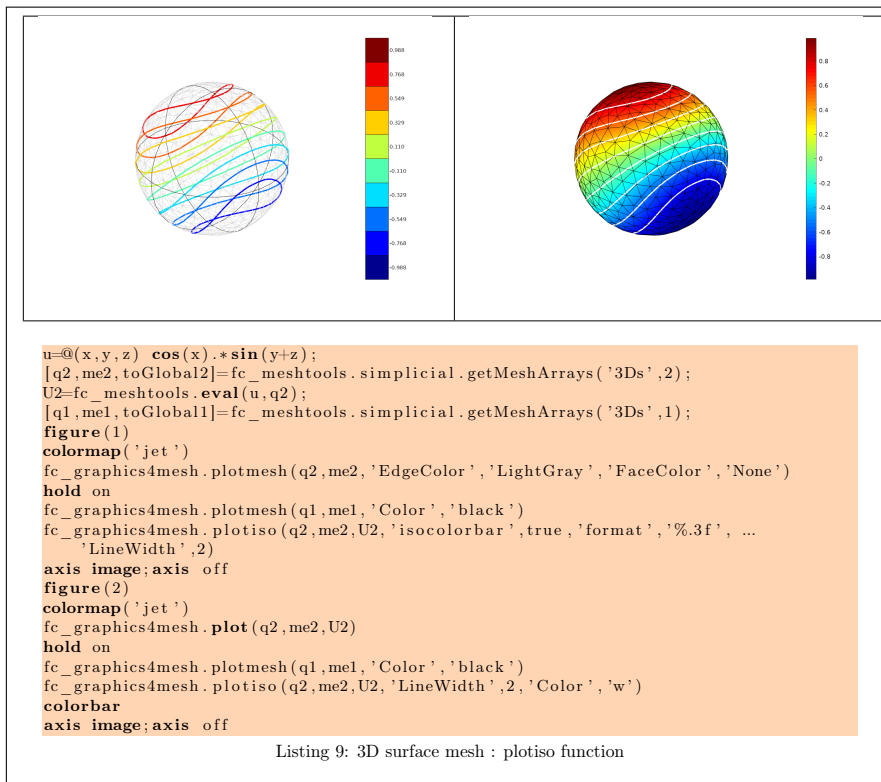 0.988
0.768
0.549
0.329
0.110
-0.110
-0.329
-0.549
-0.768
-0.988
0.8
0.6
0.4
0.2
0
-0.2
-0.4
-0.6
-0.8
u=@(x,y,z) cos(x).*sin(y+z);
[q2,me2,toGlobal2]=fc_meshtools.simplicial.getMeshArrays('3Ds',2);
U2=fc_meshtools.eval(u,q2);
[q1,me1,toGlobal1]=fc_meshtools.simplicial.getMeshArrays('3Ds',1);
figure(1)
colormap('jet')
fc_graphics4mesh.plotmesh(q2,me2,'EdgeColor','LightGray','FaceColor','None')
hold on
fc_graphics4mesh.plotmesh(q1,me1,'Color','black')
fc_graphics4mesh.plotiso(q2,me2,U2,'isocolorbar',true,'format','%.3f', ...
'LineWidth',2)
axis image;axis off
figure(2)
colormap('jet')
fc_graphics4mesh.plot(q2,me2,U2)
hold on
fc_graphics4mesh.plotmesh(q1,me1,'Color','black')
fc_graphics4mesh.plotiso(q2,me2,U2,'LineWidth',2,'Color','w')
colorbar
axis image;axis off
Listing 9: 3D surface mesh : plotiso function